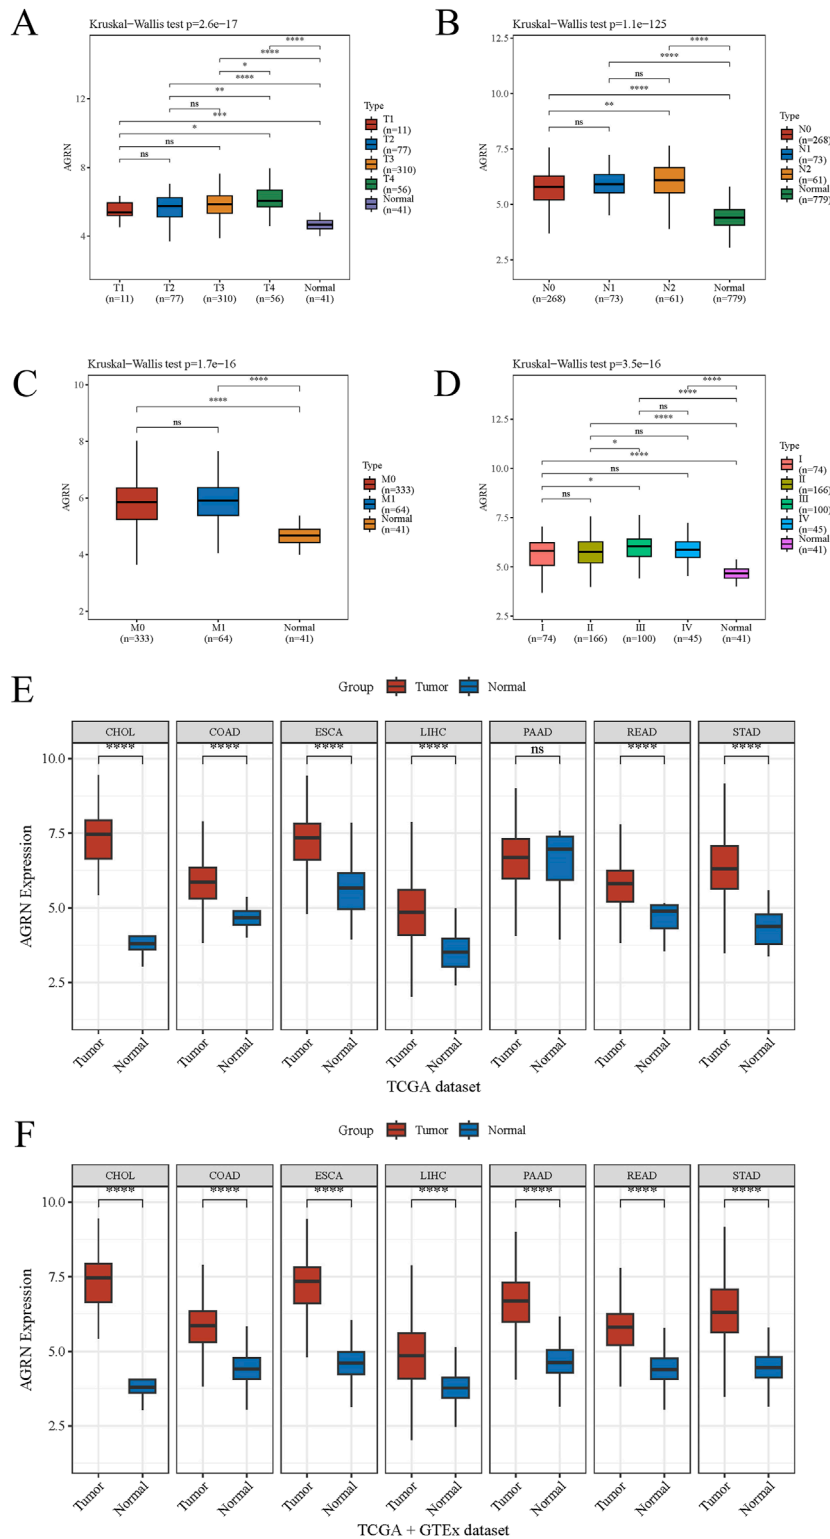 A
Kruskal−Wallis test p=2.6e−17
****
****
*
****
**
ns
***
*
ns
ns
12
8
4
AGRN
T1
(n=11)
T2
(n=77)
T3
(n=310)
T4
(n=56)
Normal
(n=41)
Type
T1
(n=11)
T2
(n=77)
T3
(n=310)
T4
(n=56)
Normal
(n=41)
B
Kruskal−Wallis test p=1.1e−125
****
****
ns
****
**
ns
12.5
10.0
7.5
5.0
2.5
AGRN
N0
(n=268)
N1
(n=73)
N2
(n=61)
Normal
(n=779)
Type
N0
(n=268)
N1
(n=73)
N2
(n=61)
Normal
(n=779)
C
Kruskal−Wallis test p=1.7e−16
****
****
ns
10
8
6
4
2
AGRN
M0
(n=333)
M1
(n=64)
Normal
(n=41)
Type
M0
(n=333)
M1
(n=64)
Normal
(n=41)
D
Kruskal−Wallis test p=3.5e−16
****
****
ns
****
ns
*
****
ns
*
ns
12.5
10.0
7.5
5.0
2.5
AGRN
I
(n=74)
II
(n=166)
III
(n=100)
IV
(n=45)
Normal
(n=41)
Type
I
(n=74)
II
(n=166)
III
(n=100)
IV
(n=45)
Normal
(n=41)
E
Group Tumor Normal
CHOL COAD ESCA LIHC PAAD READ STAD
**** **** **** **** ns **** ****
10.0
7.5
5.0
2.5
AGRN Expression
Tumor Normal Tumor Normal Tumor Normal Tumor Normal Tumor Normal Tumor Normal Tumor Normal
TCGA dataset
F
Group Tumor Normal
CHOL COAD ESCA LIHC PAAD READ STAD
**** **** **** **** **** **** ****
10.0
7.5
5.0
2.5
AGRN Expression
Tumor Normal Tumor Normal Tumor Normal Tumor Normal Tumor Normal Tumor Normal Tumor Normal
TCGA + GTEx dataset